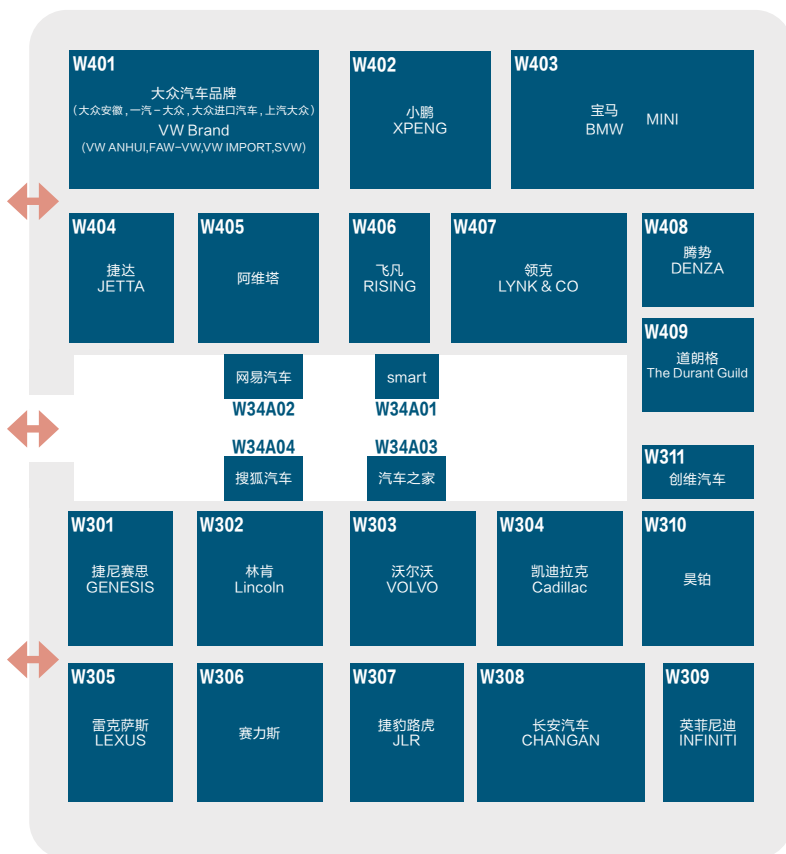 W401
大众汽车品牌
(大众安徽,一汽-大众,大众进口汽车,上汽大众)
VW Brand
(VW ANHUI,FAW-VW,VW IMPORT,SVW)
W402
小鹏
XPENG
W403
宝马
BMW
MINI
W404
捷达
JETTA
W405
阿维塔
W406
飞凡
RISING
W407
领克
LYNK & CO
W408
腾势
DENZA
W409
道朗格
The Durant Guild
网易汽车
W34A02
smart
W34A01
W34A04
搜狐汽车
W34A03
汽车之家
W311
创维汽车
W301
捷尼赛思
GENESIS
W302
林肯
Lincoln
W303
沃尔沃
VOLVO
W304
凯迪拉克
Cadillac
W310
昊铂
W305
雷克萨斯
LEXUS
W306
赛力斯
W307
捷豹路虎
JLR
W308
长安汽车
CHANGAN
W309
英菲尼迪
INFINITI